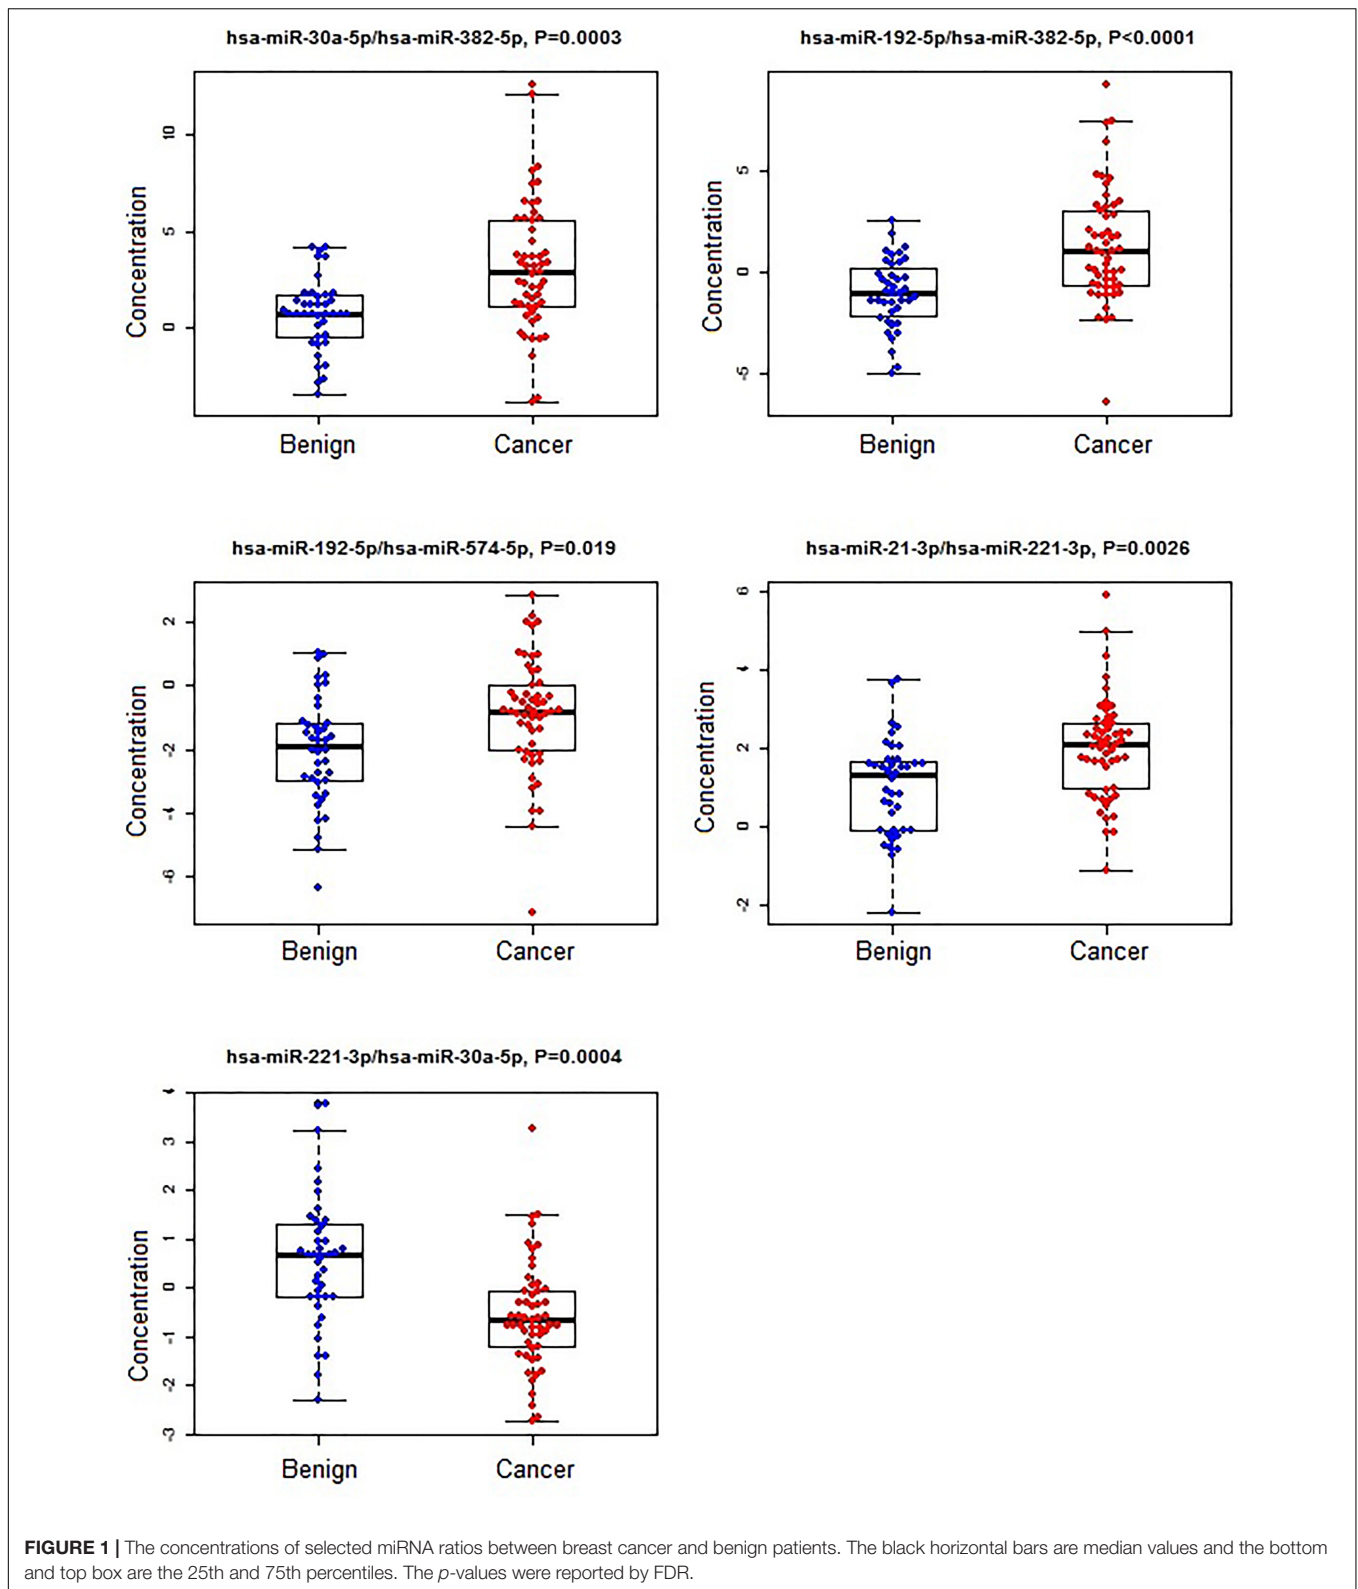 hsa-miR-30a-5p/hsa-miR-382-5p, P=0.0003
Concentration
10
5
0
Benign
Cancer
hsa-miR-192-5p/hsa-miR-382-5p, P<0.0001
Concentration
5
0
-5
Benign
Cancer
hsa-miR-192-5p/hsa-miR-574-5p, P=0.019
Concentration
2
0
-2
-4
-6
Benign
Cancer
hsa-miR-21-3p/hsa-miR-221-3p, P=0.0026
Concentration
6
4
2
0
-2
Benign
Cancer
hsa-miR-221-3p/hsa-miR-30a-5p, P=0.0004
Concentration
3
2
1
0
-1
-2
-3
Benign
Cancer
FIGURE 1 | The concentrations of selected miRNA ratios between breast cancer and benign patients. The black horizontal bars are median values and the bottom
and top box are the 25th and 75th percentiles. The p-values were reported by FDR.